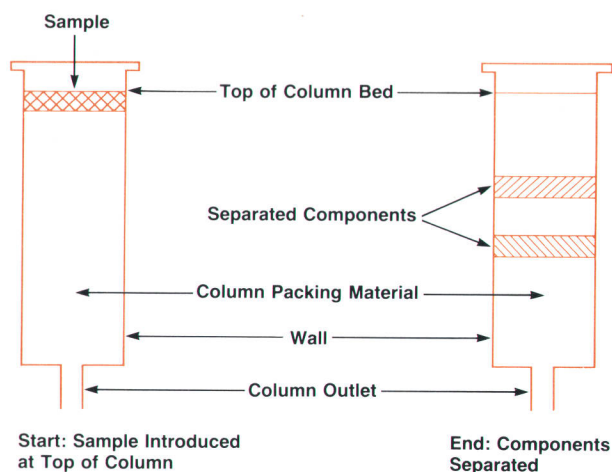 Sample
Top of Column Bed
Separated Components
Column Packing Material
Wall
Column Outlet
Start: Sample Introduced
at Top of Column
End: Components
Separated